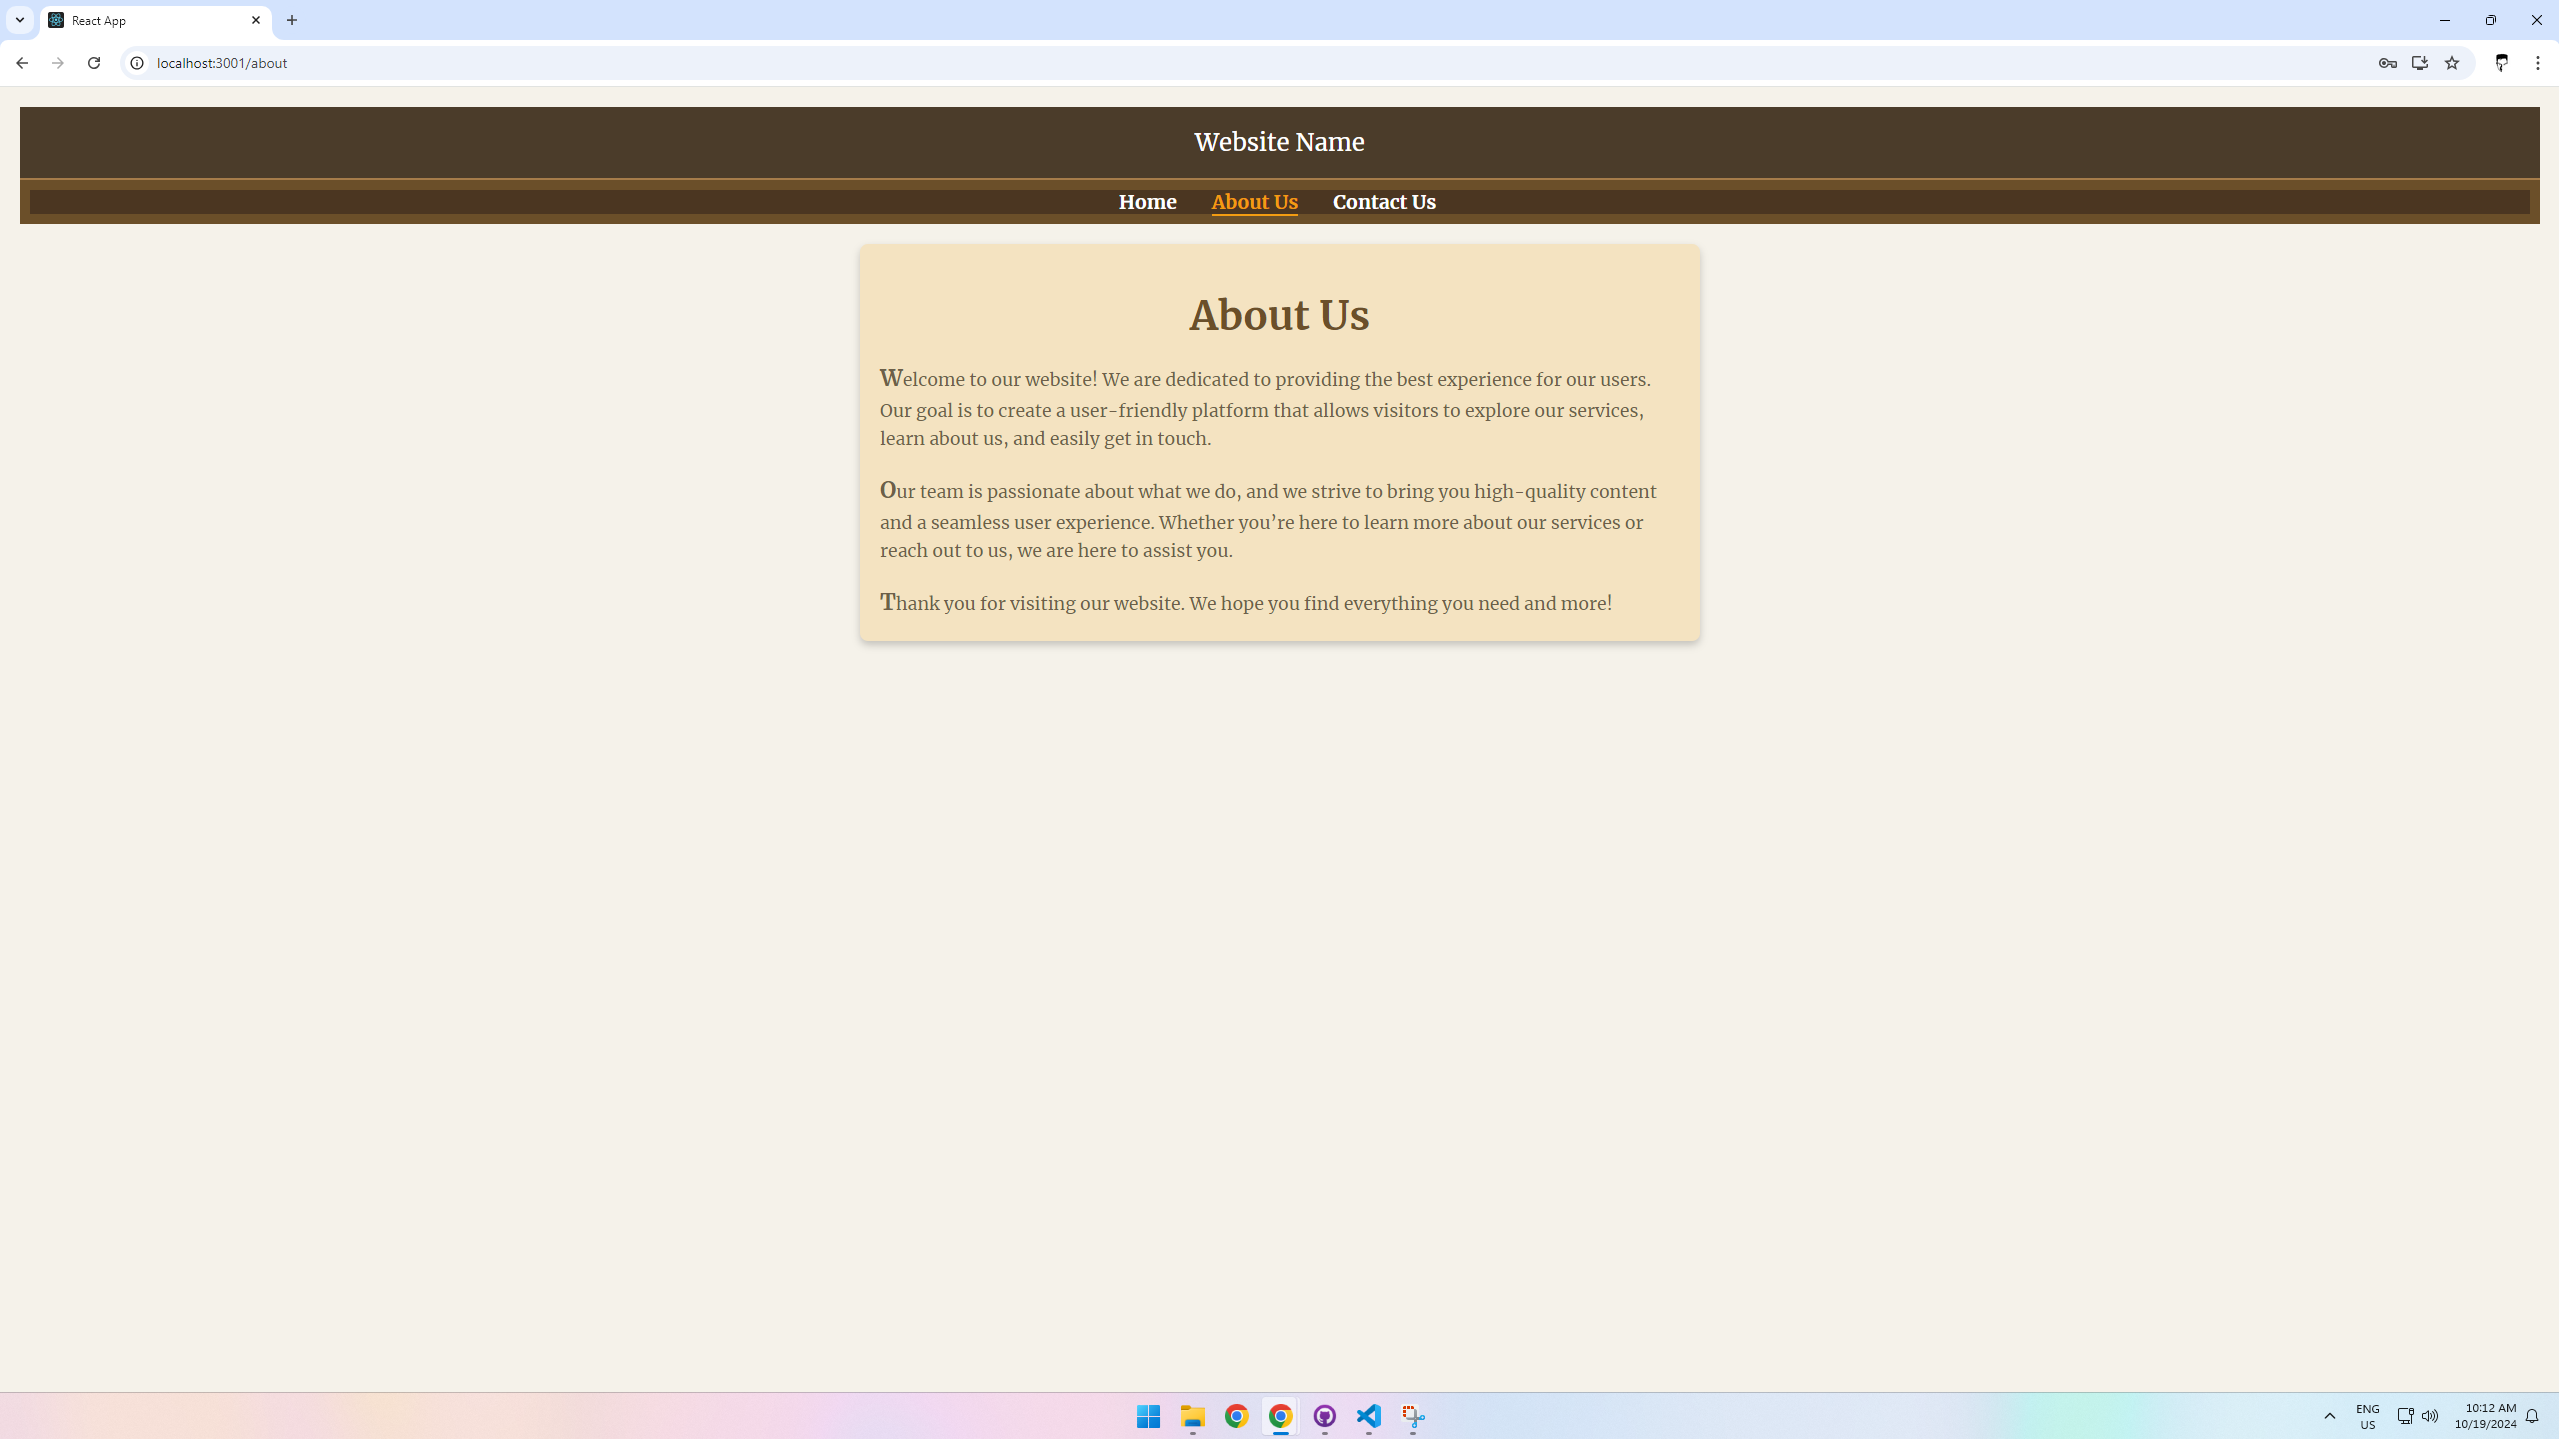 React App
localhost:3001/about
Website Name
Home About Us Contact Us
About Us
Welcome to our website! We are dedicated to providing the best experience for our users.
Our goal is to create a user-friendly platform that allows visitors to explore our services,
learn about us, and easily get in touch.
Our team is passionate about what we do, and we strive to bring you high-quality content
and a seamless user experience. Whether you’re here to learn more about our services or
reach out to us, we are here to assist you.
Thank you for visiting our website. We hope you find everything you need and more!
ENG
US
10:12 AM
10/19/2024